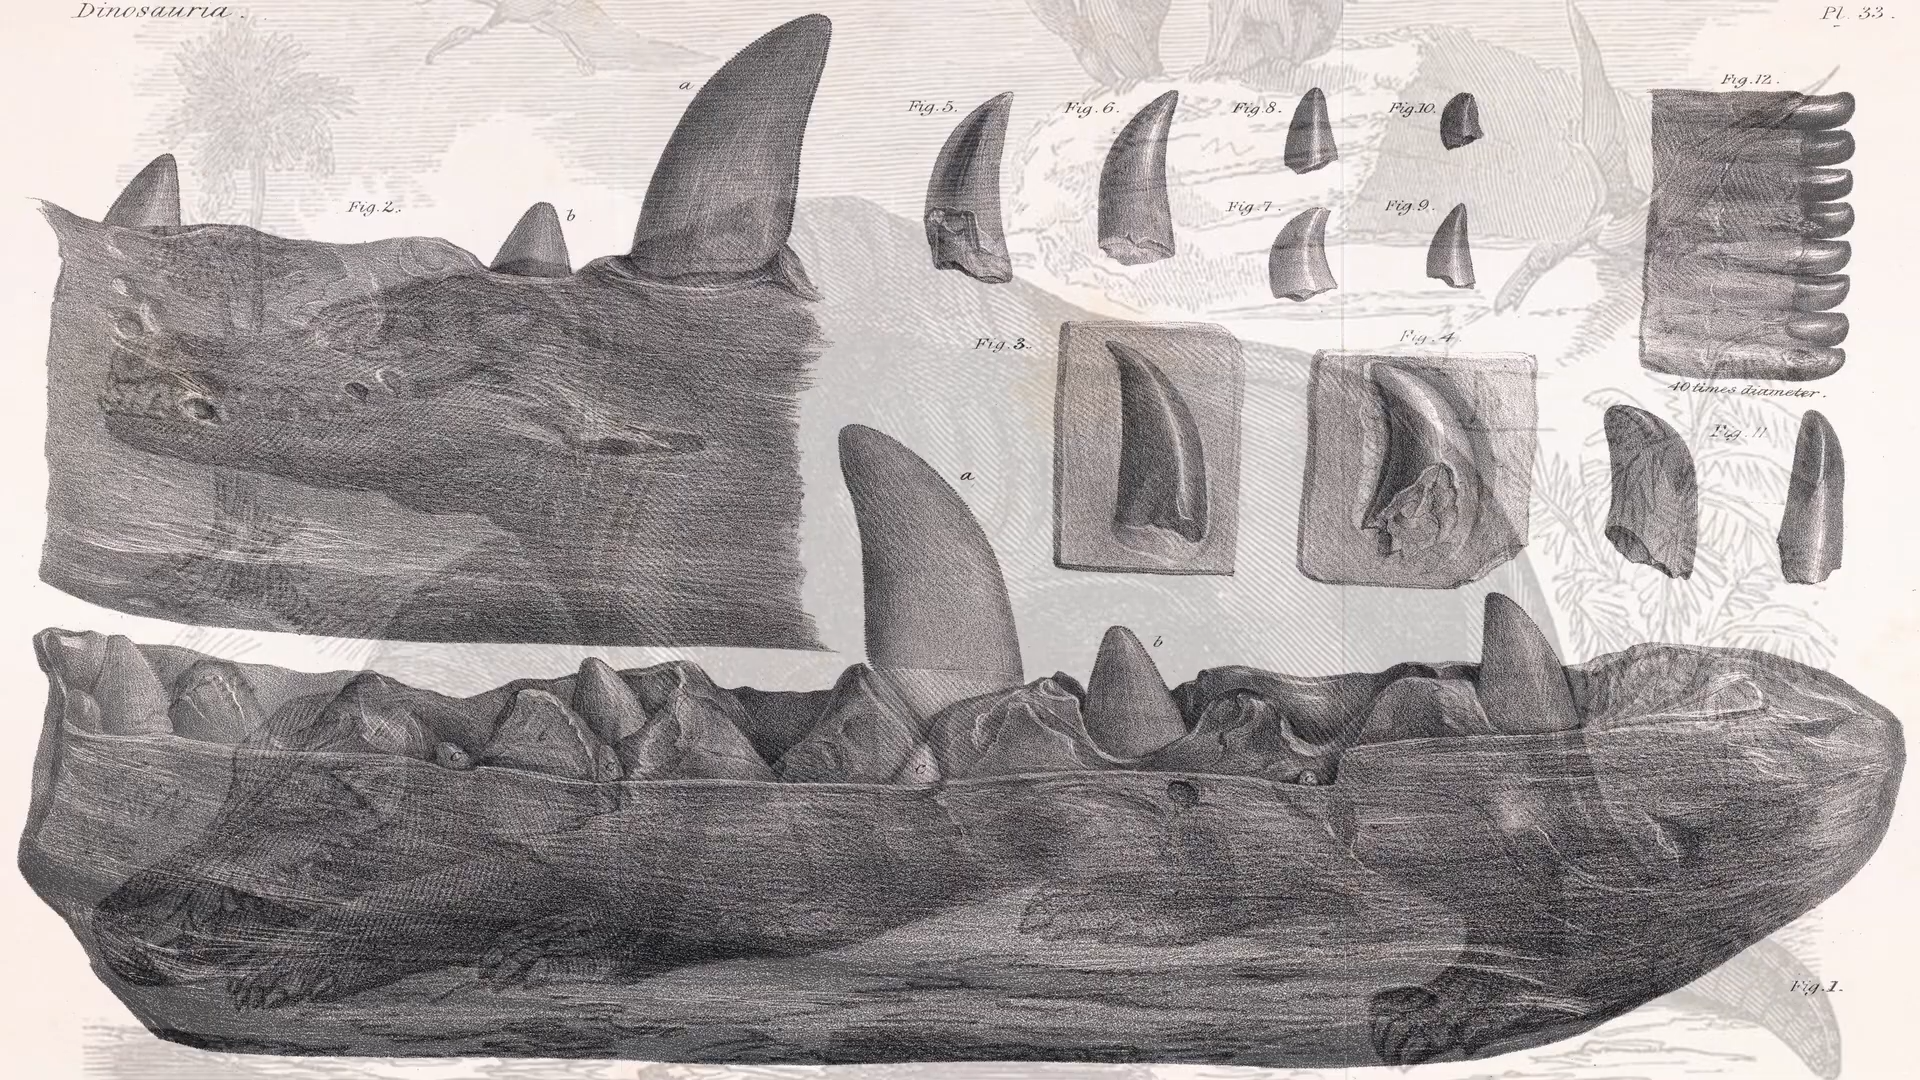 Dinosauria.
Pl. 33.
a
Fig. 5.
Fig. 6.
Fig. 8.
Fig. 10.
Fig. 12.
Fig. 2.
b
Fig. 7.
Fig. 9.
Fig. 3.
Fig. 4.
40 times diameter.
Fig. 11
a
b
c
c
c
c
Fig. 1.